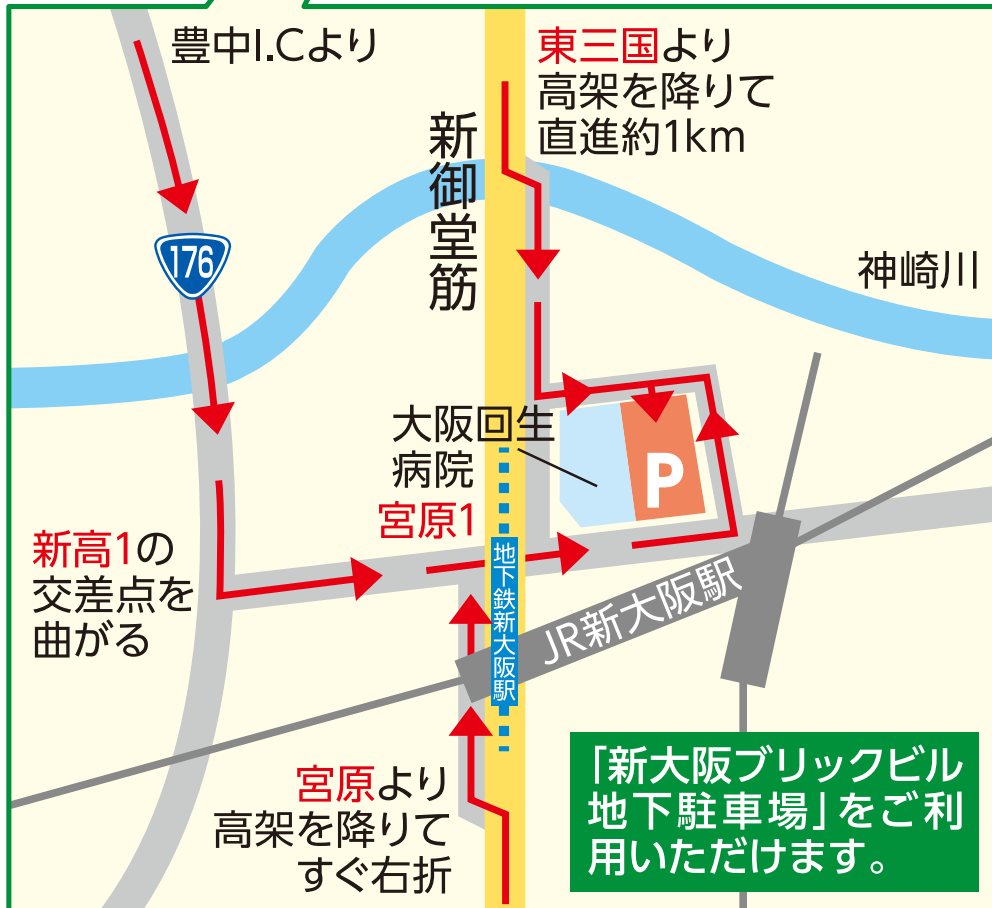 豊中I.Cより
東三国より
高架を降りて
直進約1km
新御堂筋
176
神崎川
大阪回生
病院
P
宮原1
新高1の
交差点を
曲がる
地下鉄新大阪駅
JR新大阪駅
宮原より
高架を降りて
すぐ右折
「新大阪ブリックビル
地下駐車場」をご利
用いただけます。